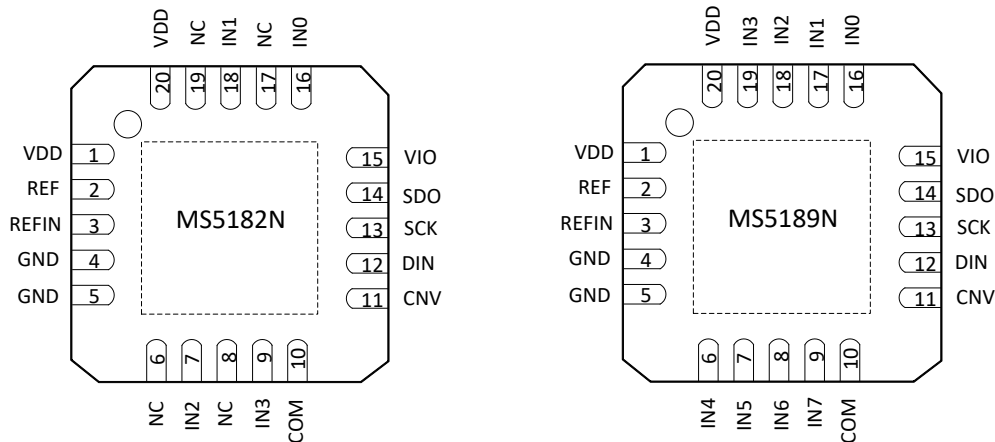 VDD NC IN1 NC IN0
20 19 18 17 16
VDD 1 15 VIO
REF 2 14 SDO
REFIN 3 MS5182N 13 SCK
GND 4 12 DIN
GND 5 11 CNV
6 7 8 9 10
NC IN2 NC IN3 COM
VDD IN3 IN2 IN1 IN0
20 19 18 17 16
VDD 1 15 VIO
REF 2 14 SDO
REFIN 3 MS5189N 13 SCK
GND 4 12 DIN
GND 5 11 CNV
6 7 8 9 10
IN4 IN5 IN6 IN7 COM